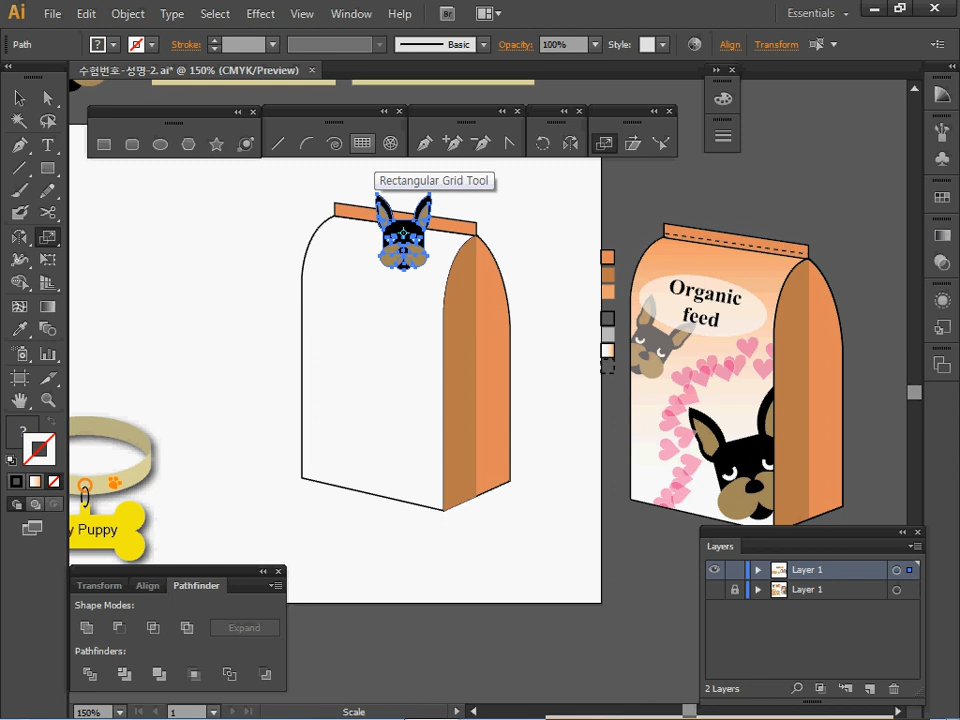 Ai File Edit Object Type Select Effect View Window Help Br Essentials
Path ? Stroke: Basic Opacity: 100% Style: Align Transform
수험번호-성명-2.ai* @ 150% (CMYK/Preview) ×
Rectangular Grid Tool
Organic
feed
?
y Puppy
Layers
Layer 1
Layer 1
2 Layers
Transform Align Pathfinder
Shape Modes:
Expand
Pathfinders:
150% 1 Scale